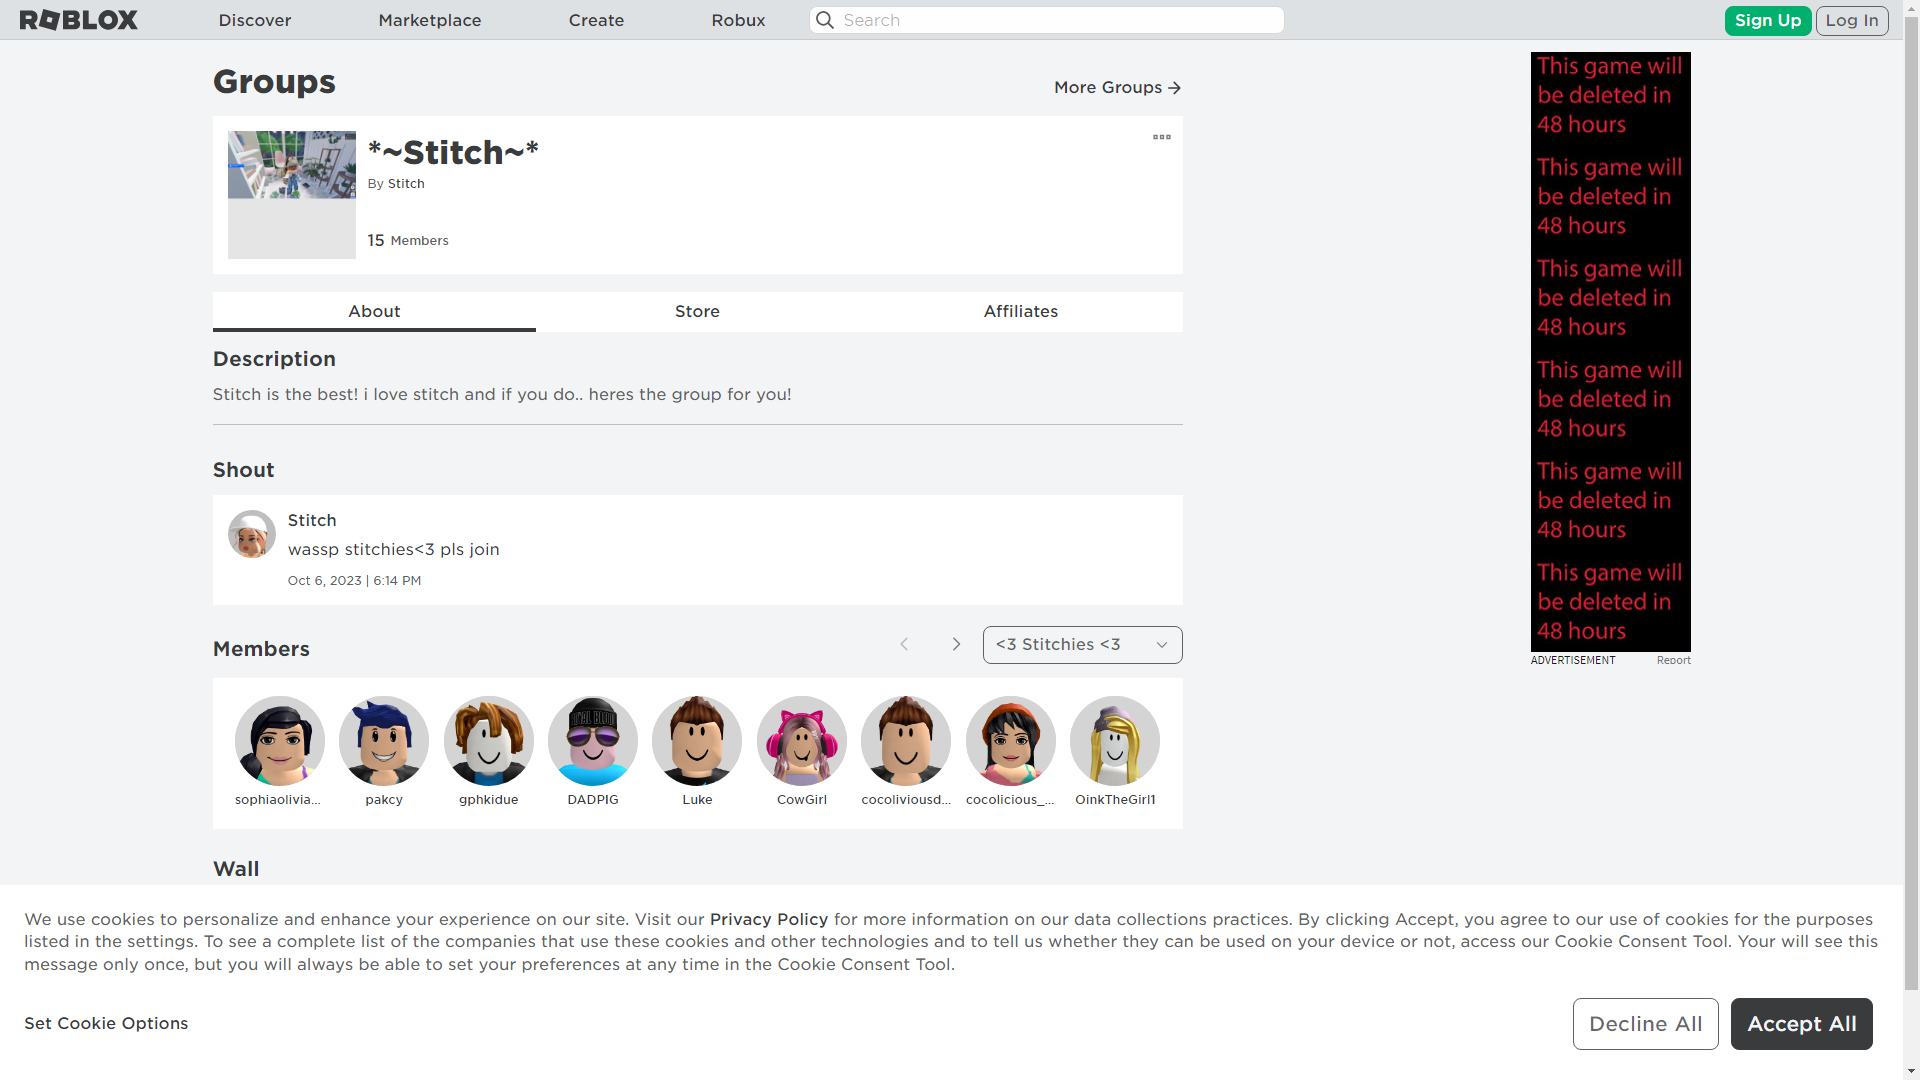 ROBLOX
Discover
Marketplace
Create
Robux
Search
Sign Up
Log In
Groups
More Groups
*~Stitch~*
By Stitch
15 Members
About
Store
Affiliates
Description
Stitch is the best! i love stitch and if you do.. heres the group for you!
Shout
Stitch
wassp stitchies<3 pls join
Oct 6, 2023 | 6:14 PM
Members
<3 Stitchies <3
sophiaolivia...
pakcy
gphkidue
DADPIG
Luke
CowGirl
cocoliviousd...
cocolicious_...
OinkTheGirl1
Wall
This game will
be deleted in
48 hours
This game will
be deleted in
48 hours
This game will
be deleted in
48 hours
This game will
be deleted in
48 hours
This game will
be deleted in
48 hours
This game will
be deleted in
48 hours
ADVERTISEMENT
Report
We use cookies to personalize and enhance your experience on our site. Visit our Privacy Policy for more information on our data collections practices. By clicking Accept, you agree to our use of cookies for the purposes
listed in the settings. To see a complete list of the companies that use these cookies and other technologies and to tell us whether they can be used on your device or not, access our Cookie Consent Tool. Your will see this
message only once, but you will always be able to set your preferences at any time in the Cookie Consent Tool.
Set Cookie Options
Decline All
Accept All